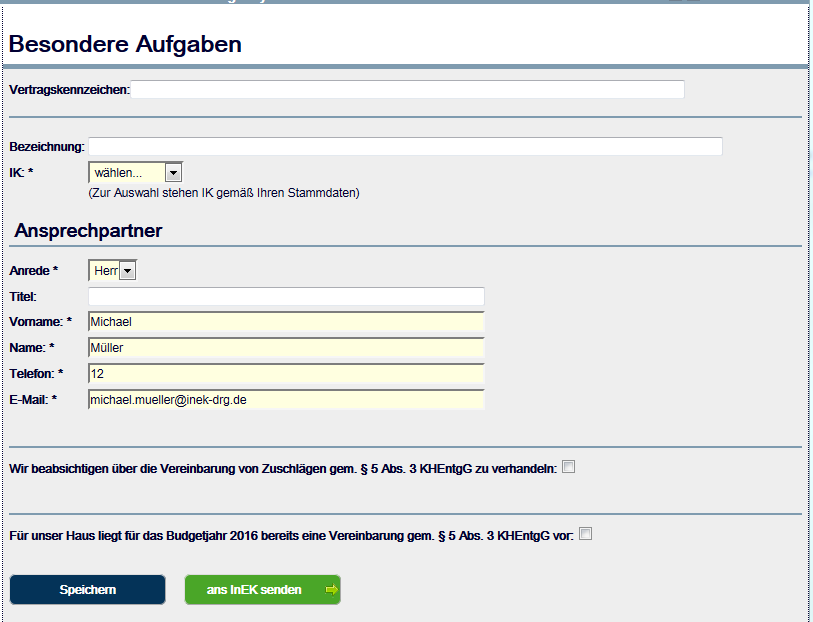 Besondere Aufgaben
Vertragskennzeichen:
Bezeichnung:
IK: * wählen...
(Zur Auswahl stehen IK gemäß Ihren Stammdaten)
Ansprechpartner
Anrede * Herr
Titel:
Vorname: * Michael
Name: * Müller
Telefon: * 12
E-Mail: * michael.mueller@inek-drg.de
Wir beabsichtigen über die Vereinbarung von Zuschlägen gem. § 5 Abs. 3 KHEntgG zu verhandeln:
Für unser Haus liegt für das Budgetjahr 2016 bereits eine Vereinbarung gem. § 5 Abs. 3 KHEntgG vor:
Speichern ans InEK senden